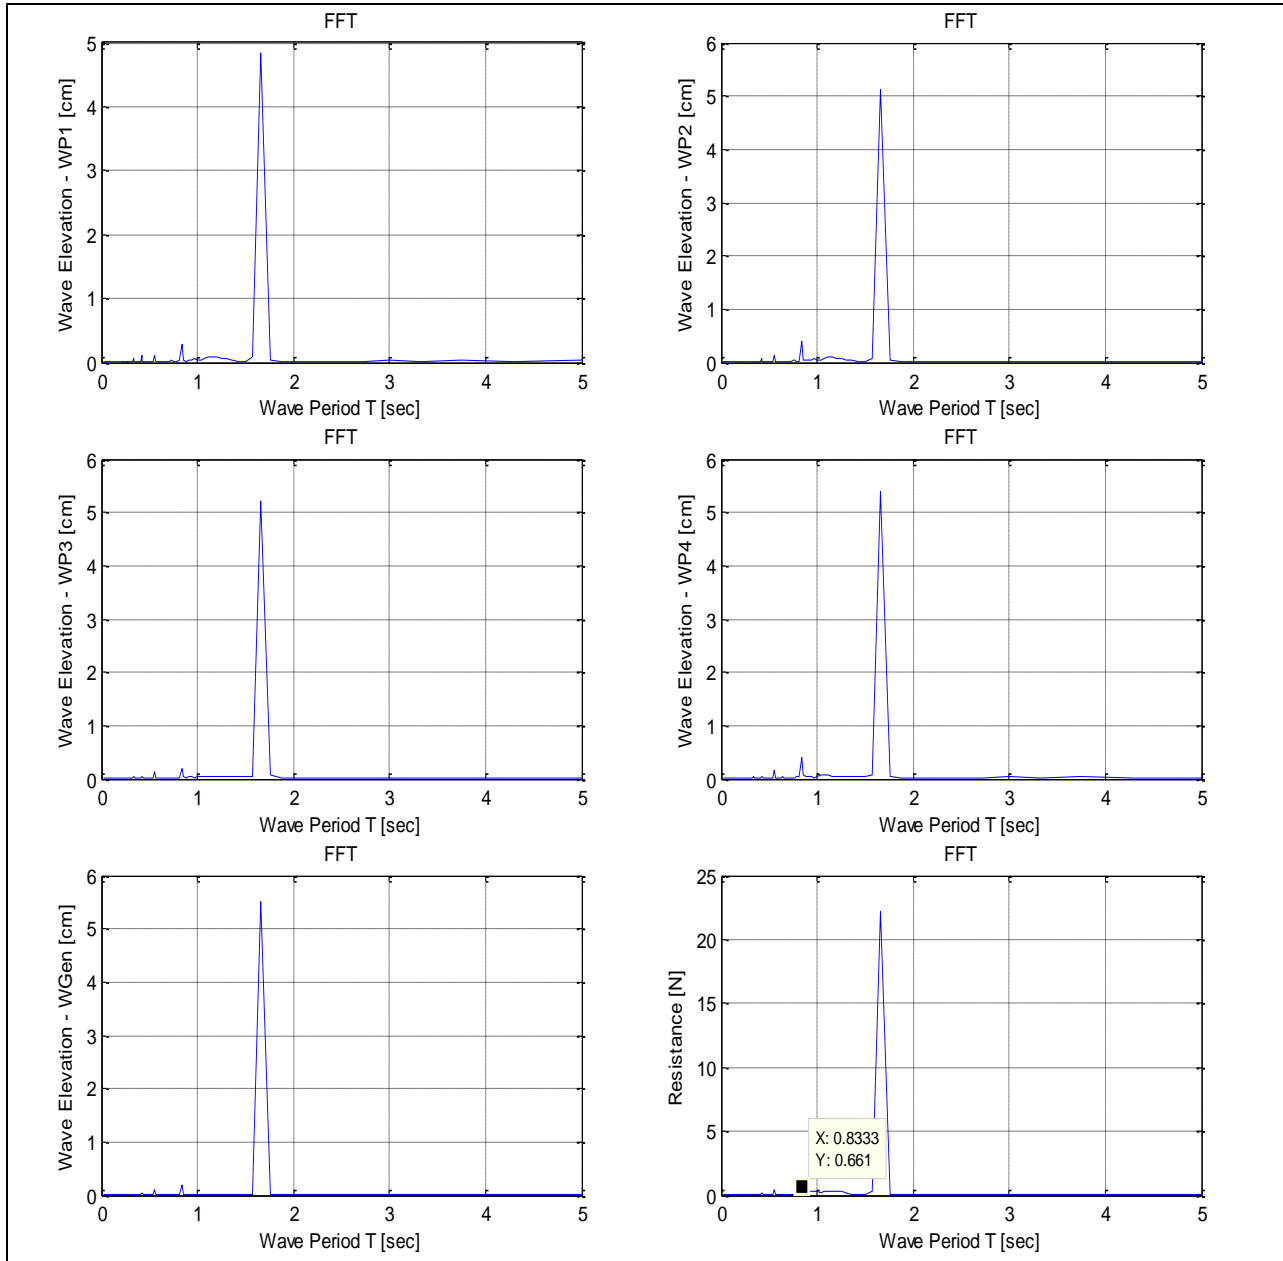 FFT
Wave Elevation - WP1 [cm]
5
4
3
2
1
0
0 1 2 3 4 5
Wave Period T [sec]
FFT
Wave Elevation - WP2 [cm]
6
5
4
3
2
1
0
0 1 2 3 4 5
Wave Period T [sec]
FFT
Wave Elevation - WP3 [cm]
6
5
4
3
2
1
0
0 1 2 3 4 5
Wave Period T [sec]
FFT
Wave Elevation - WP4 [cm]
6
5
4
3
2
1
0
0 1 2 3 4 5
Wave Period T [sec]
FFT
Wave Elevation - WGen [cm]
6
5
4
3
2
1
0
0 1 2 3 4 5
Wave Period T [sec]
FFT
Resistance [N]
25
20
15
10
5
0
X: 0.8333
Y: 0.661
0 1 2 3 4 5
Wave Period T [sec]